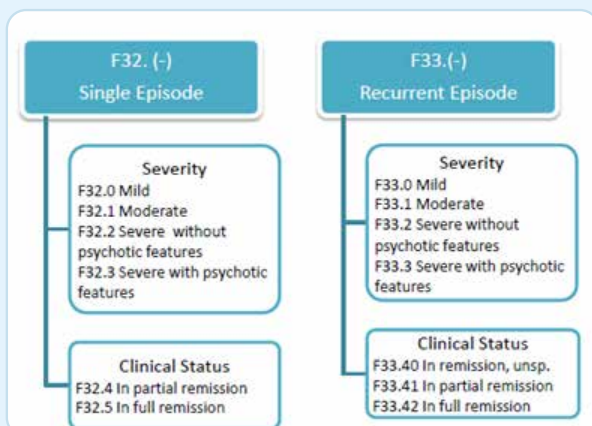 F32. (-)
Single Episode
Severity
F32.0 Mild
F32.1 Moderate
F32.2 Severe without
psychotic features
F32.3 Severe with psychotic
features
Clinical Status
F32.4 In partial remission
F32.5 In full remission
F33.(-)
Recurrent Episode
Severity
F33.0 Mild
F33.1 Moderate
F33.2 Severe without
psychotic features
F33.3 Severe with psychotic
features
Clinical Status
F33.40 In remission, unsp.
F33.41 In partial remission
F33.42 In full remission